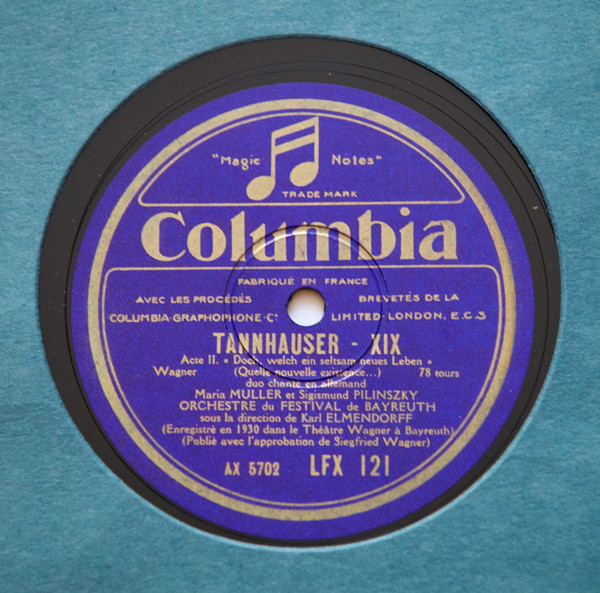 "Magic Notes"
TRADE MARK
Columbia
FABRIQUÉ EN FRANCE
AVEC LES PROCÉDÉS BREVETÉS DE LA
COLUMBIA-GRAPHOPHONE-Cº LIMITED-LONDON. E.C.3
TANNHAUSER - XIX
Acte II. « Doch, welch ein seltsam neues Leben »
Wagner (Quelle nouvelle existence...) 78 tours
duo chanté en allemand
Maria MULLER et Sigismund PILINSZKY
ORCHESTRE du FESTIVAL de BAYREUTH
sous la direction de Karl ELMENDORFF
(Enregistré en 1930 dans le Théâtre Wagner à Bayreuth)
(Publié avec l'approbation de Siegfried Wagner)
AX 5702 LFX 121